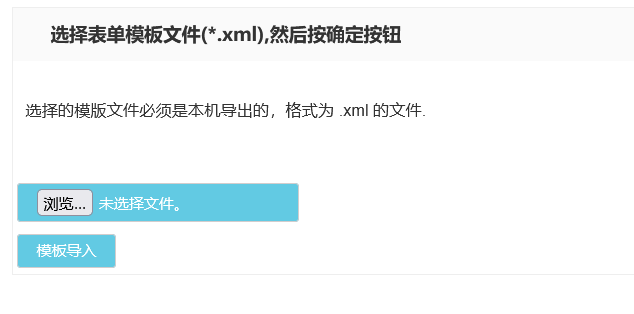 选择表单模板文件(*.xml),然后按确定按钮
选择的模版文件必须是本机导出的，格式为 .xml 的文件.
浏览... 未选择文件。
模板导入